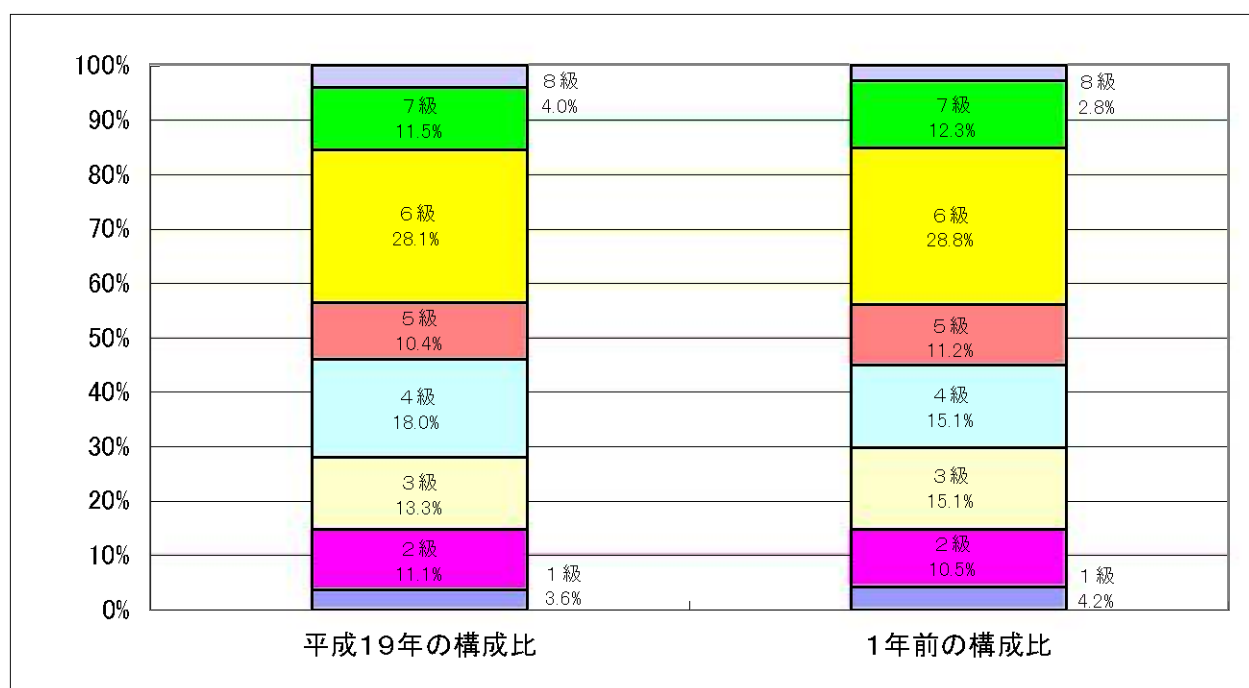 100%
90%
80%
70%
60%
50%
40%
30%
20%
10%
0%
8級
4.0%
7級
11.5%
6級
28.1%
5級
10.4%
4級
18.0%
3級
13.3%
2級
11.1%
1級
3.6%
平成19年の構成比
8級
2.8%
7級
12.3%
6級
28.8%
5級
11.2%
4級
15.1%
3級
15.1%
2級
10.5%
1級
4.2%
1年前の構成比